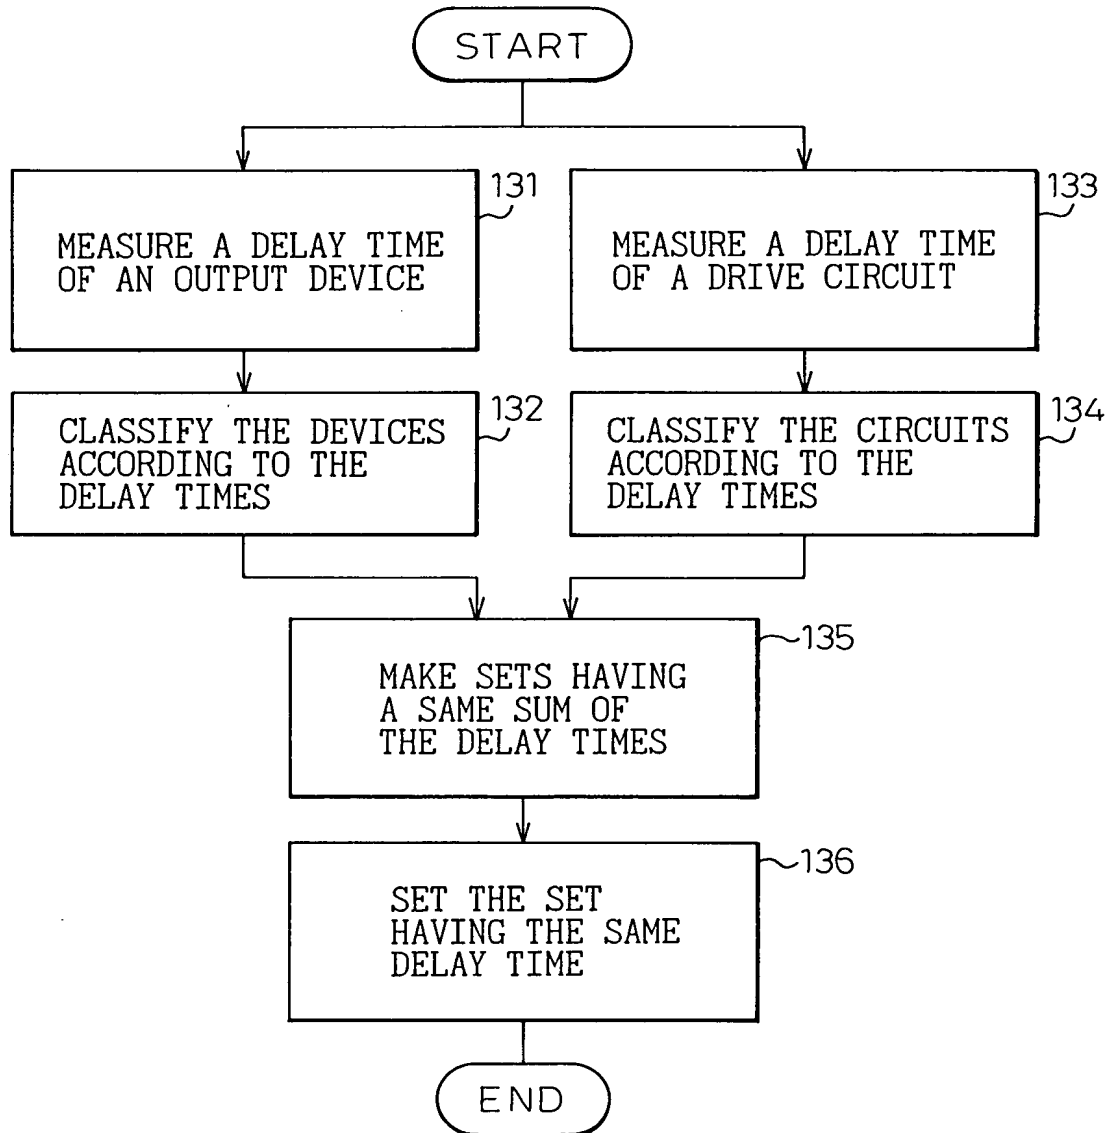 START
131
MEASURE A DELAY TIME
OF AN OUTPUT DEVICE
133
MEASURE A DELAY TIME
OF A DRIVE CIRCUIT
132
CLASSIFY THE DEVICES
ACCORDING TO THE
DELAY TIMES
134
CLASSIFY THE CIRCUITS
ACCORDING TO THE
DELAY TIMES
135
MAKE SETS HAVING
A SAME SUM OF
THE DELAY TIMES
136
SET THE SET
HAVING THE SAME
DELAY TIME
END